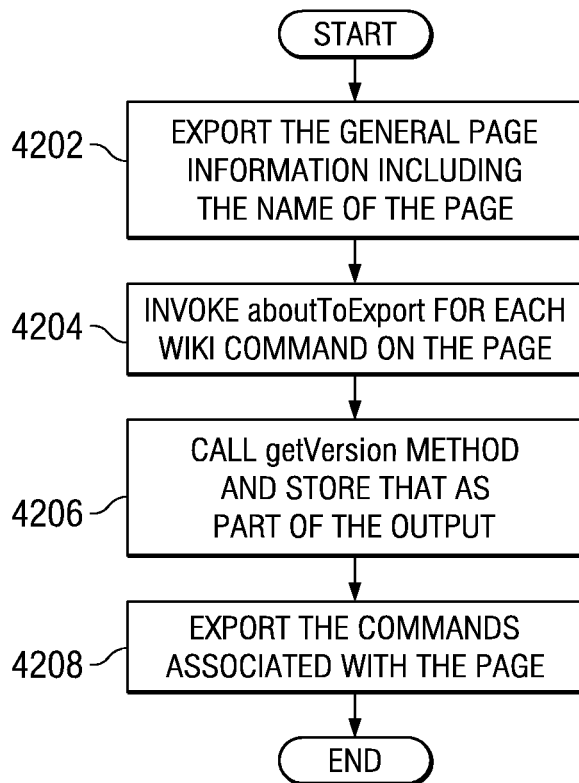 START
4202
EXPORT THE GENERAL PAGE
INFORMATION INCLUDING
THE NAME OF THE PAGE
4204
INVOKE aboutToExport FOR EACH
WIKI COMMAND ON THE PAGE
4206
CALL getVersion METHOD
AND STORE THAT AS
PART OF THE OUTPUT
4208
EXPORT THE COMMANDS
ASSOCIATED WITH THE PAGE
END